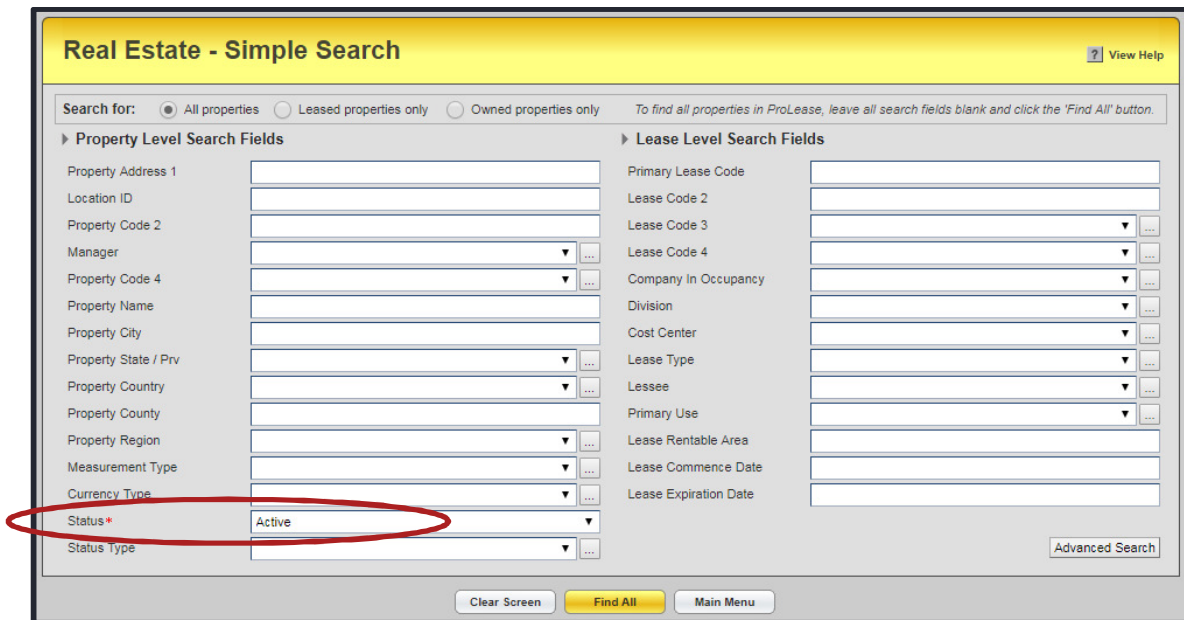 Real Estate - Simple Search
? View Help
Search for: All properties Leased properties only Owned properties only To find all properties in ProLease, leave all search fields blank and click the 'Find All' button.
Property Level Search Fields
Property Address 1
Location ID
Property Code 2
Manager ...
Property Code 4 ...
Property Name
Property City
Property State / Prv ...
Property Country ...
Property County
Property Region ...
Measurement Type ...
Currency Type ...
Status* Active
Status Type ...
Lease Level Search Fields
Primary Lease Code
Lease Code 2
Lease Code 3 ...
Lease Code 4 ...
Company In Occupancy ...
Division ...
Cost Center ...
Lease Type ...
Lessee ...
Primary Use ...
Lease Rentable Area
Lease Commence Date
Lease Expiration Date
Advanced Search
Clear Screen Find All Main Menu